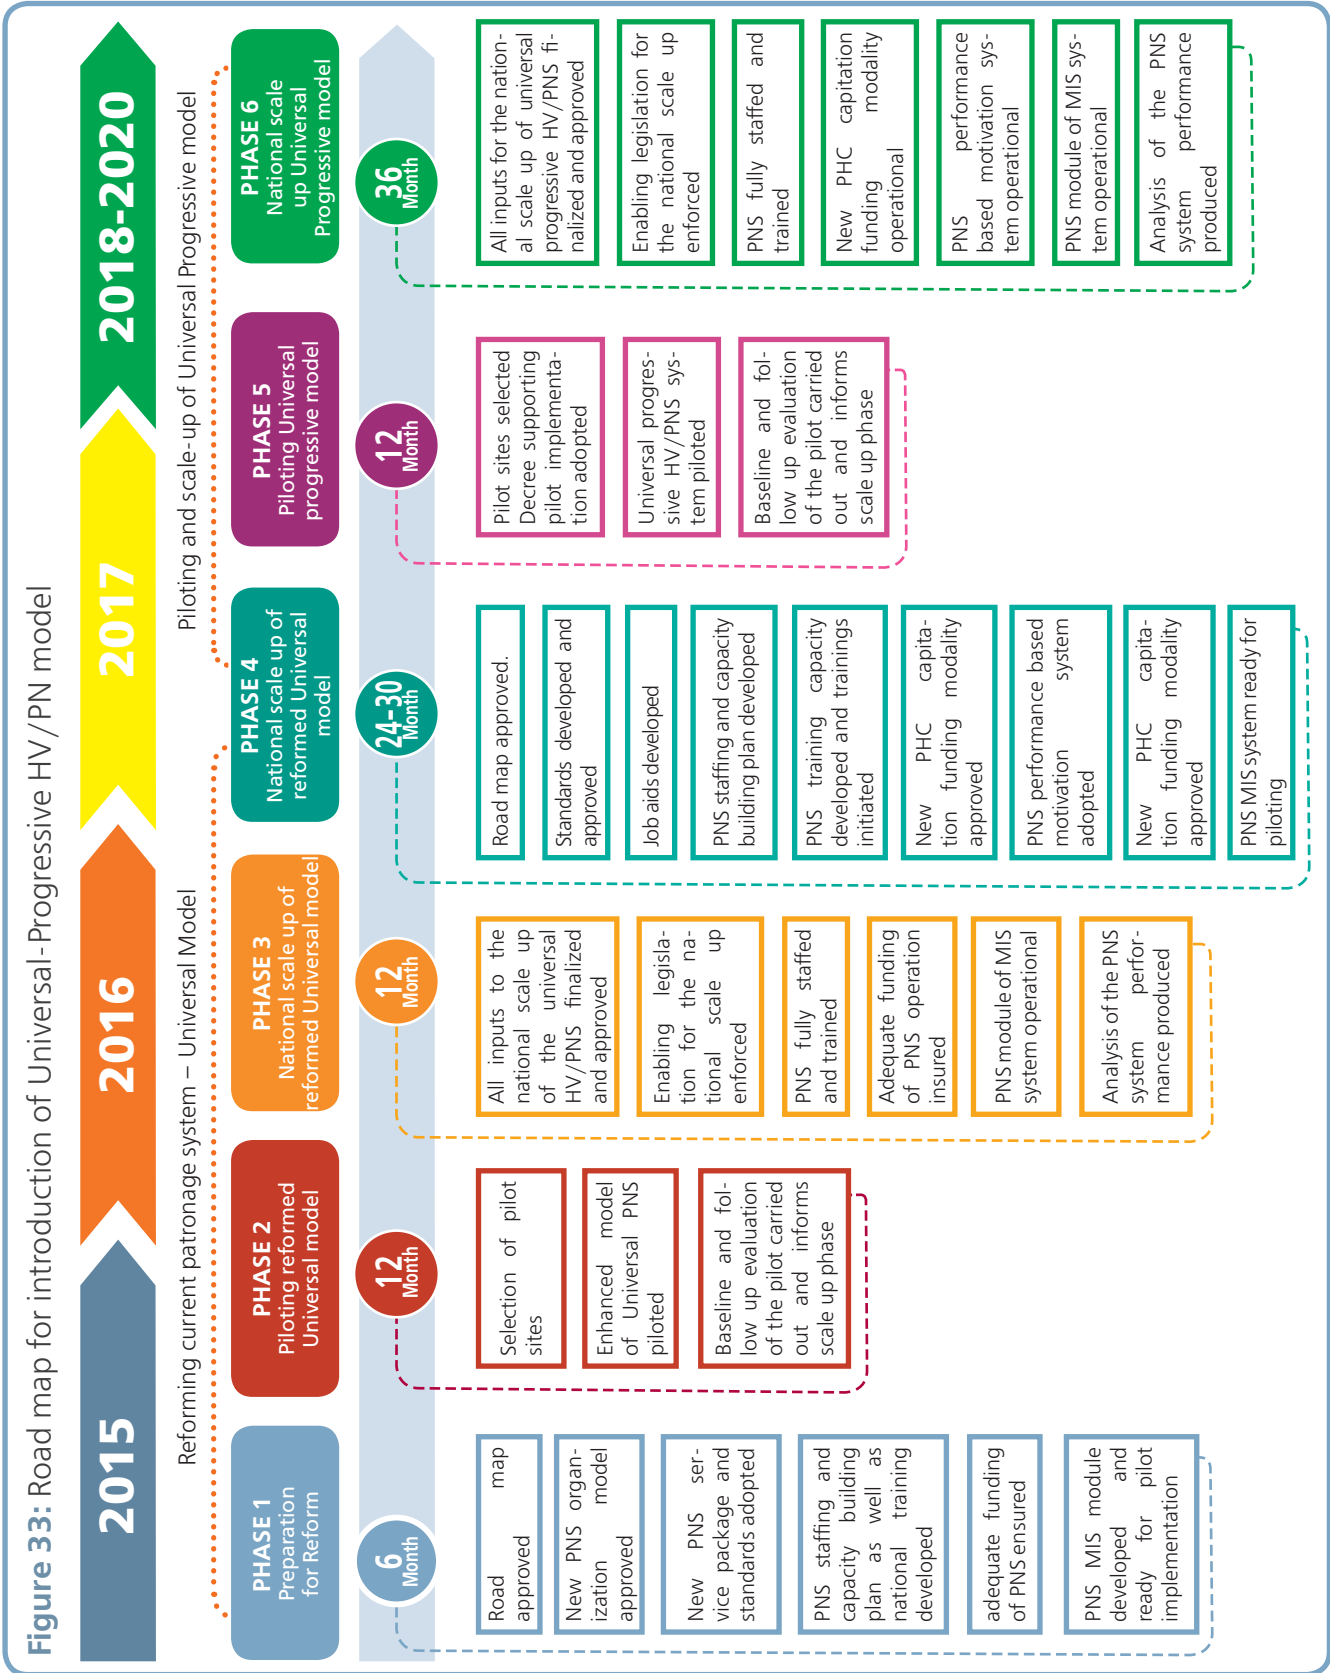 Figure 33: Road map for introduction of Universal-Progressive HV/PN model
2015
2016
2017
2018-2020
Reforming current patronage system – Universal Model
Piloting and scale-up of Universal Progressive model
PHASE 1
Preparation
for Reform
PHASE 2
Piloting reformed
Universal model
PHASE 3
National scale up of
reformed Universal model
PHASE 4
National scale up of
reformed Universal
model
PHASE 5
Piloting Universal
progressive model
PHASE 6
National scale
up Universal
Progressive model
6
Month
12
Month
12
Month
24-30
Month
12
Month
36
Month
Road map
approved
New PNS organ-
ization model
approved
New PNS ser-
vice package and
standards adopted
PNS staffing and
capacity building
plan as well as
national training
developed
adequate funding
of PNS ensured
PNS MIS module
developed and
ready for pilot
implementation
Selection of pilot
sites
Enhanced model
of Universal PNS
piloted
Baseline and fol-
low up evaluation
of the pilot carried
out and informs
scale up phase
All inputs to the
national scale up
of the universal
HV/PNS finalized
and approved
Enabling legisla-
tion for the na-
tional scale up
enforced
PNS fully staffed
and trained
Adequate funding
of PNS operation
insured
PNS module of MIS
system operational
Analysis of the PNS
system perfor-
mance produced
Road map approved.
Standards developed and
approved
Job aids developed
PNS staffing and capacity
building plan developed
PNS training capacity
developed and trainings
initiated
New PHC capita-
tion funding modality
approved
PNS performance based
motivation system
adopted
New PHC capita-
tion funding modality
approved
PNS MIS system ready for
piloting
Pilot sites selected
Decree supporting
pilot implementa-
tion adopted
Universal progres-
sive HV/PNS sys-
tem piloted
Baseline and fol-
low up evaluation
of the pilot carried
out and informs
scale up phase
All inputs for the nation-
al scale up of universal
progressive HV/PNS fi-
nalized and approved
Enabling legislation for
the national scale up
enforced
PNS fully staffed and
trained
New PHC capitation
funding modality
operational
PNS performance
based motivation sys-
tem operational
PNS module of MIS sys-
tem operational
Analysis of the PNS
system performance
produced